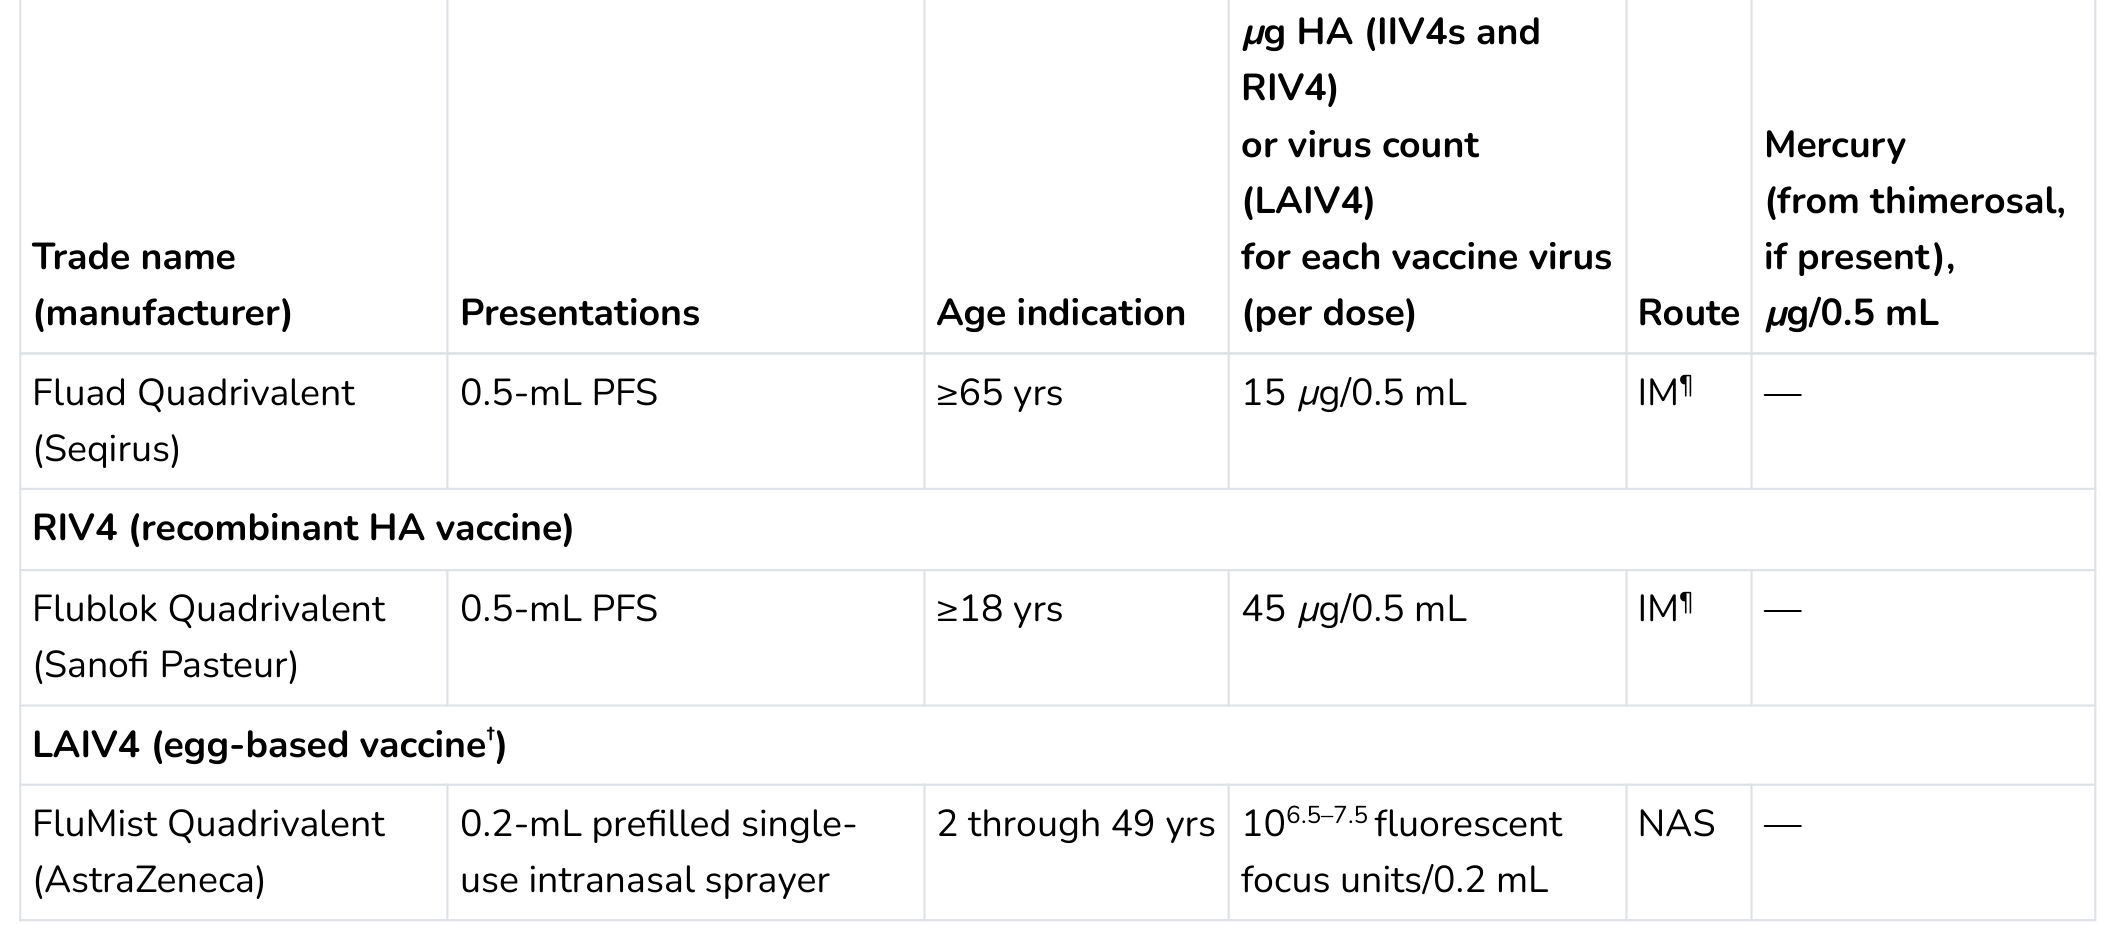 Trade name
(manufacturer)
Presentations
Age indication
µg HA (IIV4s and
RIV4)
or virus count
(LAIV4)
for each vaccine virus
(per dose)
Route
Mercury
(from thimerosal,
if present),
µg/0.5 mL
Fluad Quadrivalent
(Seqirus)
0.5-mL PFS
≥65 yrs
15 µg/0.5 mL
IM¶
—
RIV4 (recombinant HA vaccine)
Flublok Quadrivalent
(Sanofi Pasteur)
0.5-mL PFS
≥18 yrs
45 µg/0.5 mL
IM¶
—
LAIV4 (egg-based vaccine†)
FluMist Quadrivalent
(AstraZeneca)
0.2-mL prefilled single-
use intranasal sprayer
2 through 49 yrs
10^6.5–7.5 fluorescent
focus units/0.2 mL
NAS
—